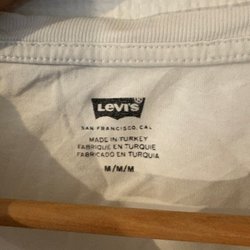 LEVI'S
SAN FRANCISCO, CAL
MADE IN TURKEY
FABRIQUE EN TURQUIE
FABRICADO EN TURQUIA
M/M/M